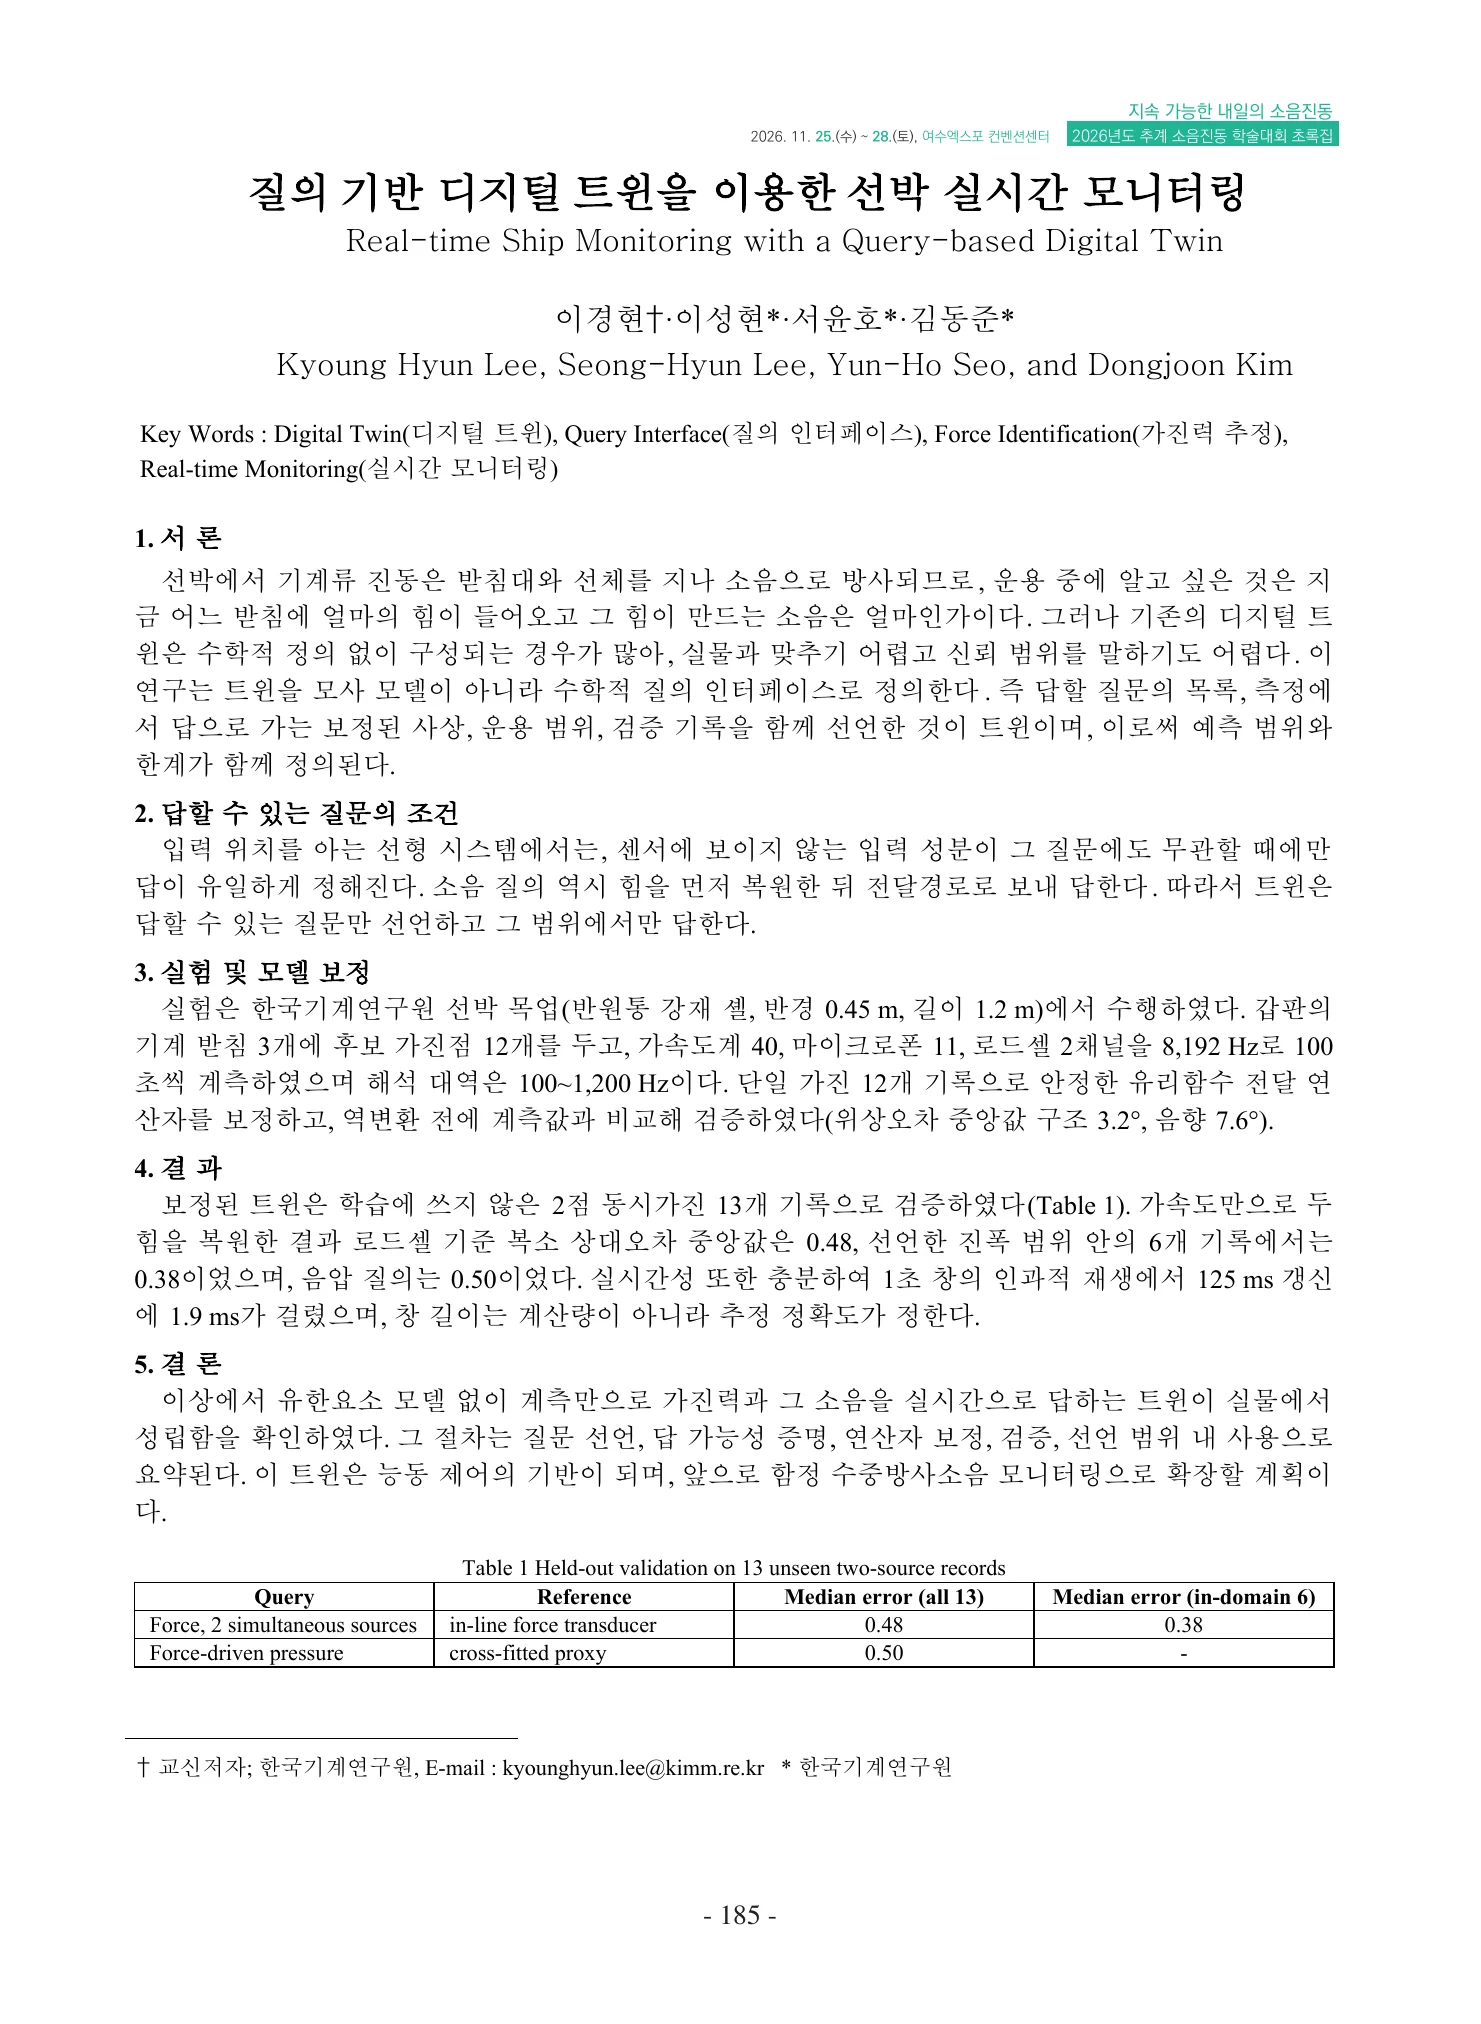 지속 가능한 내일의 소음진동
2026. 11. 25.(수) ~ 28.(토), 여수엑스포 컨벤션센터 2026년도 추계 소음진동 학술대회 초록집
질의 기반 디지털 트윈을 이용한 선박 실시간 모니터링
Real-time Ship Monitoring with a Query-based Digital Twin
이경현†·이성현*·서윤호*·김동준*
Kyoung Hyun Lee, Seong-Hyun Lee, Yun-Ho Seo, and Dongjoon Kim
Key Words : Digital Twin(디지털 트윈), Query Interface(질의 인터페이스), Force Identification(가진력 추정),
Real-time Monitoring(실시간 모니터링)
1. 서 론
선박에서 기계류 진동은 받침대와 선체를 지나 소음으로 방사되므로, 운용 중에 알고 싶은 것은 지
금 어느 받침에 얼마의 힘이 들어오고 그 힘이 만드는 소음은 얼마인가이다. 그러나 기존의 디지털 트
윈은 수학적 정의 없이 구성되는 경우가 많아, 실물과 맞추기 어렵고 신뢰 범위를 말하기도 어렵다. 이
연구는 트윈을 모사 모델이 아니라 수학적 질의 인터페이스로 정의한다. 즉 답할 질문의 목록, 측정에
서 답으로 가는 보정된 사상, 운용 범위, 검증 기록을 함께 선언한 것이 트윈이며, 이로써 예측 범위와
한계가 함께 정의된다.
2. 답할 수 있는 질문의 조건
입력 위치를 아는 선형 시스템에서는, 센서에 보이지 않는 입력 성분이 그 질문에도 무관할 때에만
답이 유일하게 정해진다. 소음 질의 역시 힘을 먼저 복원한 뒤 전달경로로 보내 답한다. 따라서 트윈은
답할 수 있는 질문만 선언하고 그 범위에서만 답한다.
3. 실험 및 모델 보정
실험은 한국기계연구원 선박 목업(반원통 강재 셸, 반경 0.45 m, 길이 1.2 m)에서 수행하였다. 갑판의
기계 받침 3개에 후보 가진점 12개를 두고, 가속도계 40, 마이크로폰 11, 로드셀 2채널을 8,192 Hz로 100
초씩 계측하였으며 해석 대역은 100~1,200 Hz이다. 단일 가진 12개 기록으로 안정한 유리함수 전달 연
산자를 보정하고, 역변환 전에 계측값과 비교해 검증하였다(위상오차 중앙값 구조 3.2°, 음향 7.6°).
4. 결 과
보정된 트윈은 학습에 쓰지 않은 2점 동시가진 13개 기록으로 검증하였다(Table 1). 가속도만으로 두
힘을 복원한 결과 로드셀 기준 복소 상대오차 중앙값은 0.48, 선언한 진폭 범위 안의 6개 기록에서는
0.38이었으며, 음압 질의는 0.50이었다. 실시간성 또한 충분하여 1초 창의 인과적 재생에서 125 ms 갱신
에 1.9 ms가 걸렸으며, 창 길이는 계산량이 아니라 추정 정확도가 정한다.
5. 결 론
이상에서 유한요소 모델 없이 계측만으로 가진력과 그 소음을 실시간으로 답하는 트윈이 실물에서
성립함을 확인하였다. 그 절차는 질문 선언, 답 가능성 증명, 연산자 보정, 검증, 선언 범위 내 사용으로
요약된다. 이 트윈은 능동 제어의 기반이 되며, 앞으로 함정 수중방사소음 모니터링으로 확장할 계획이
다.
Table 1 Held-out validation on 13 unseen two-source records
Query Reference Median error (all 13) Median error (in-domain 6)
Force, 2 simultaneous sources in-line force transducer 0.48 0.38
Force-driven pressure cross-fitted proxy 0.50 -
† 교신저자; 한국기계연구원, E-mail : kyounghyun.lee@kimm.re.kr * 한국기계연구원
- 185 -